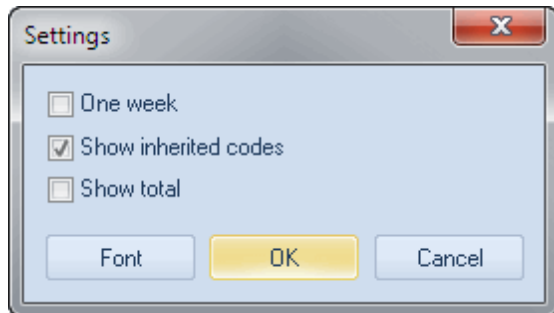 Settings
One week
Show inherited codes
Show total
Font OK Cancel